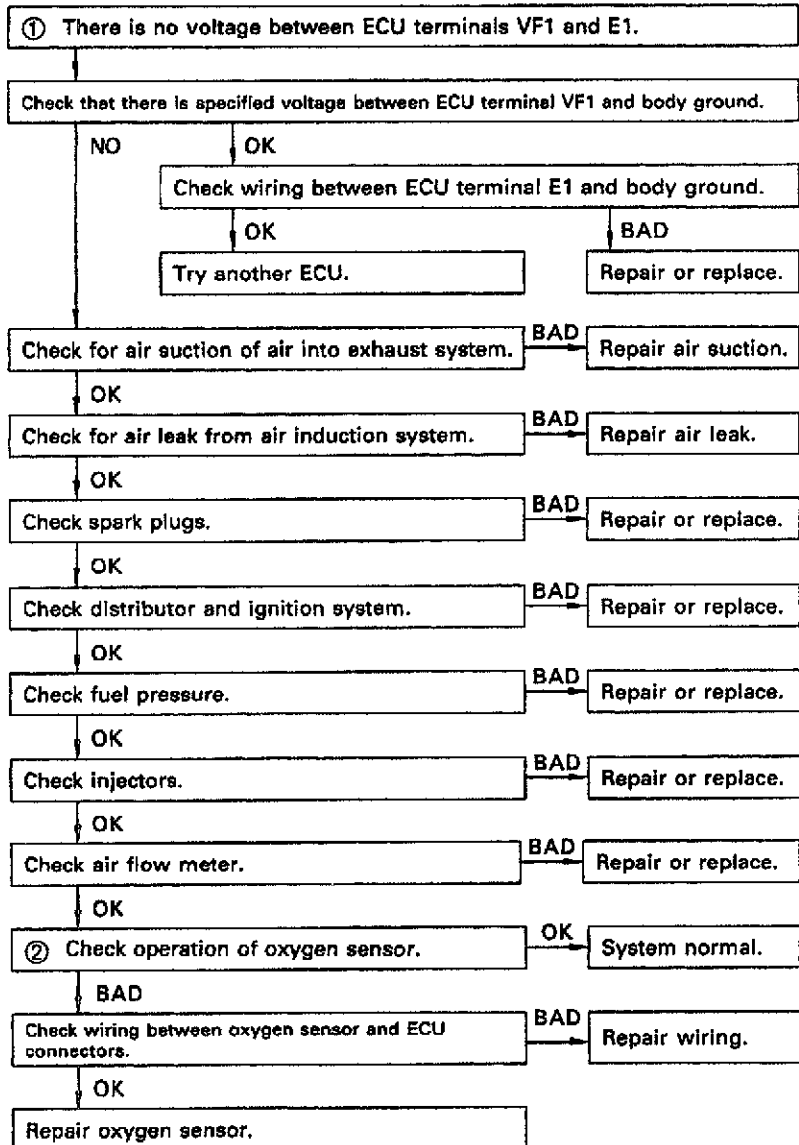 ① There is no voltage between ECU terminals VF1 and E1.
Check that there is specified voltage between ECU terminal VF1 and body ground.
NO
OK
Check wiring between ECU terminal E1 and body ground.
OK
BAD
Try another ECU.
Repair or replace.
Check for air suction of air into exhaust system.
BAD
Repair air suction.
OK
Check for air leak from air induction system.
BAD
Repair air leak.
OK
Check spark plugs.
BAD
Repair or replace.
OK
Check distributor and ignition system.
BAD
Repair or replace.
OK
Check fuel pressure.
BAD
Repair or replace.
OK
Check injectors.
BAD
Repair or replace.
OK
Check air flow meter.
BAD
Repair or replace.
OK
② Check operation of oxygen sensor.
OK
System normal.
BAD
Check wiring between oxygen sensor and ECU
connectors.
BAD
Repair wiring.
OK
Repair oxygen sensor.